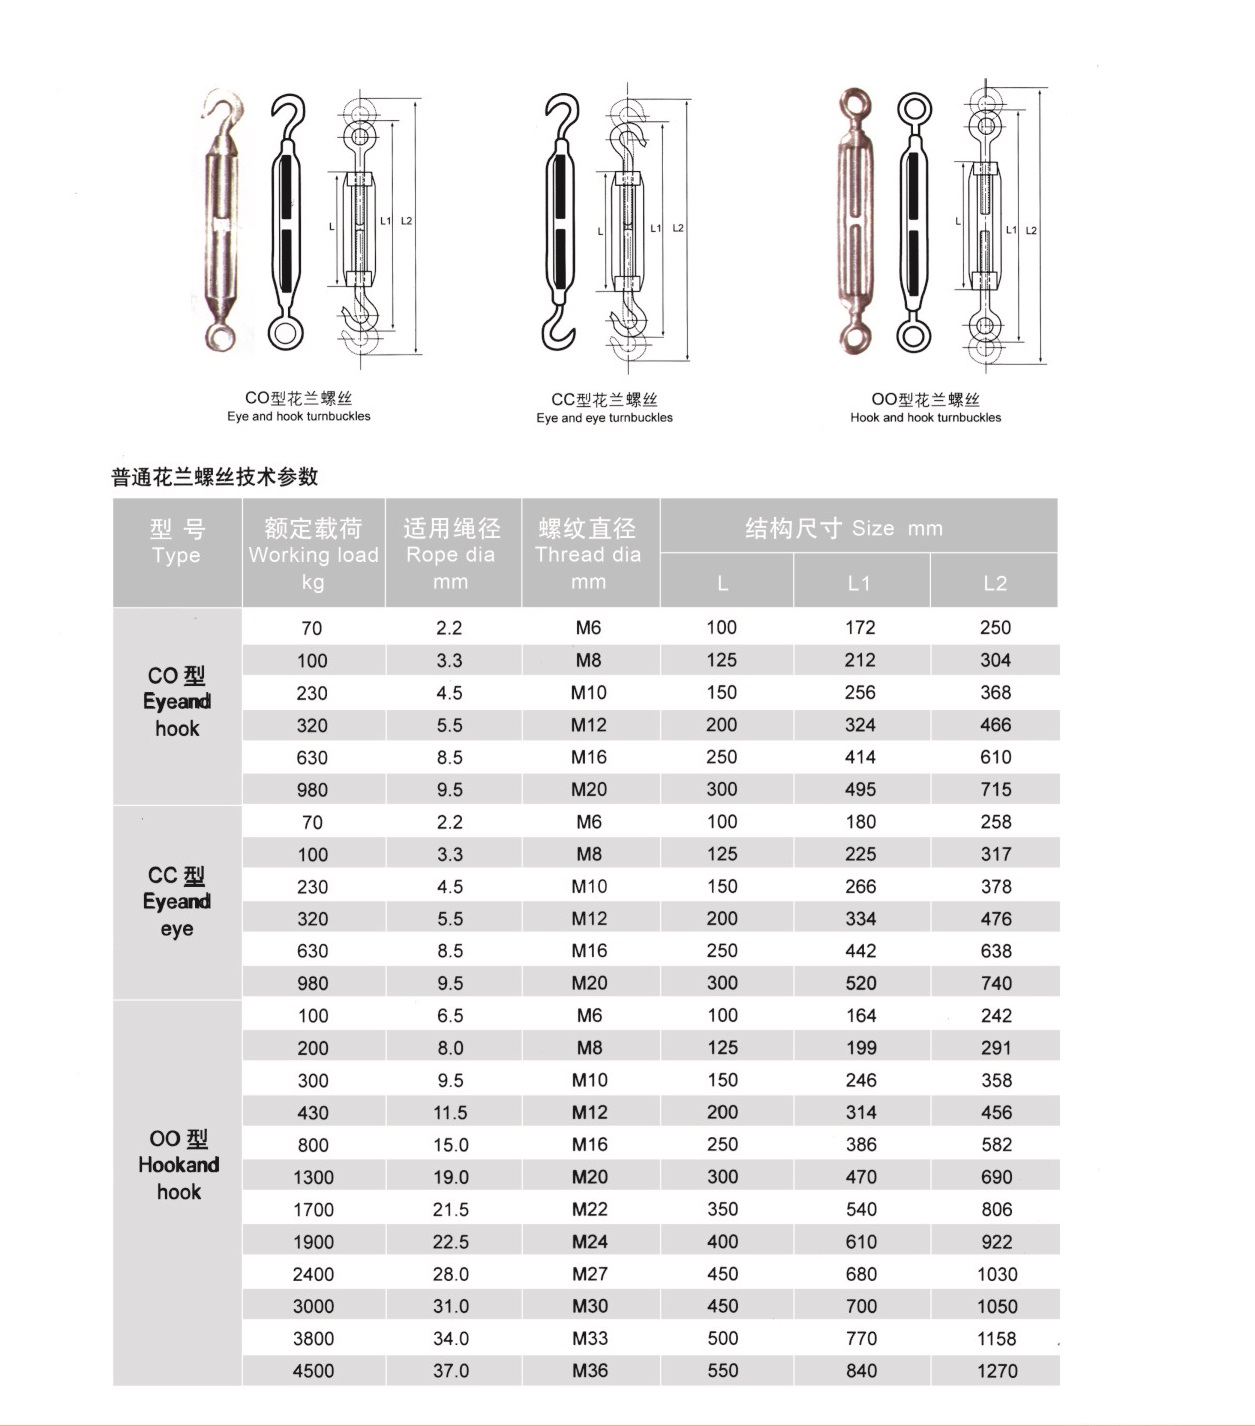 L L1 L2
L L1 L2
L L1 L2
CO型花兰螺丝
Eye and hook turnbuckles
CC型花兰螺丝
Eye and eye turnbuckles
OO型花兰螺丝
Hook and hook turnbuckles
普通花兰螺丝技术参数
型 号 额定载荷 适用绳径 螺纹直径 结构尺寸 Size mm
Type Working load Rope dia Thread dia
kg mm mm L L1 L2
CO 型
Eyeand
hook
70 2.2 M6 100 172 250
100 3.3 M8 125 212 304
230 4.5 M10 150 256 368
320 5.5 M12 200 324 466
630 8.5 M16 250 414 610
980 9.5 M20 300 495 715
CC 型
Eyeand
eye
70 2.2 M6 100 180 258
100 3.3 M8 125 225 317
230 4.5 M10 150 266 378
320 5.5 M12 200 334 476
630 8.5 M16 250 442 638
980 9.5 M20 300 520 740
OO 型
Hookand
hook
100 6.5 M6 100 164 242
200 8.0 M8 125 199 291
300 9.5 M10 150 246 358
430 11.5 M12 200 314 456
800 15.0 M16 250 386 582
1300 19.0 M20 300 470 690
1700 21.5 M22 350 540 806
1900 22.5 M24 400 610 922
2400 28.0 M27 450 680 1030
3000 31.0 M30 450 700 1050
3800 34.0 M33 500 770 1158
4500 37.0 M36 550 840 1270